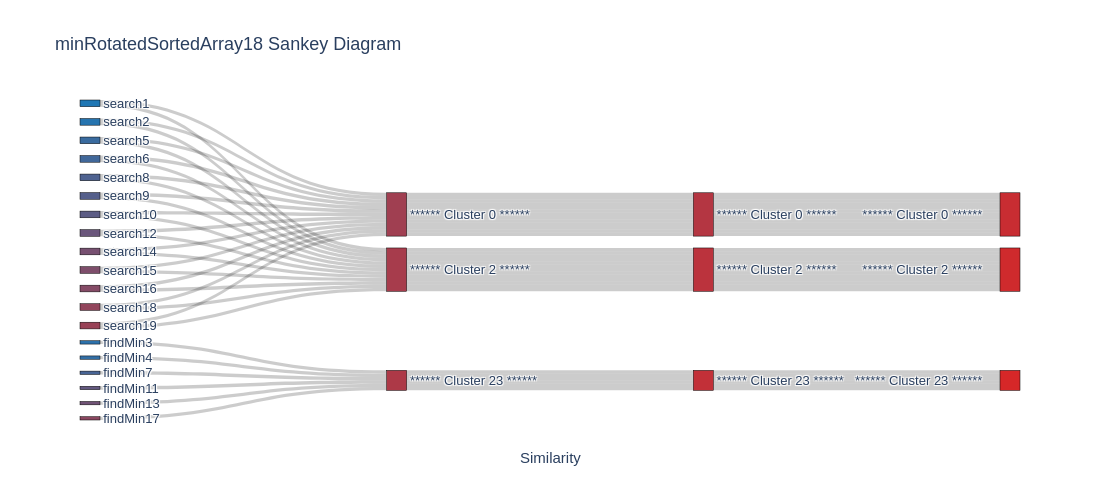 minRotatedSortedArray18 Sankey Diagram
search1
search2
search5
search6
search8
search9
search10
search12
search14
search15
search16
search18
search19
findMin3
findMin4
findMin7
findMin11
findMin13
findMin17
****** Cluster 0 ****** ****** Cluster 0 ****** ****** Cluster 0 ******
****** Cluster 2 ****** ****** Cluster 2 ****** ****** Cluster 2 ******
****** Cluster 23 ****** ****** Cluster 23 ****** ****** Cluster 23 ******
Similarity